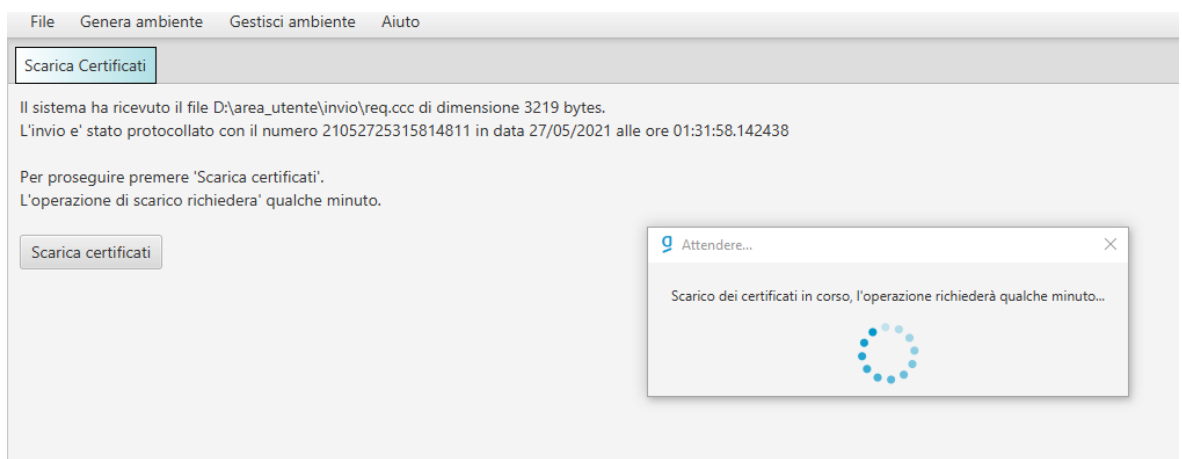 File Genera ambiente Gestisci ambiente Aiuto
Scarica Certificati
Il sistema ha ricevuto il file D:\area_utente\invio\req.ccc di dimensione 3219 bytes.
L'invio e' stato protocollato con il numero 21052725315814811 in data 27/05/2021 alle ore 01:31:58.142438
Per proseguire premere 'Scarica certificati'.
L'operazione di scarico richiedera' qualche minuto.
Scarica certificati
Attendere...
Scarico dei certificati in corso, l'operazione richiederà qualche minuto...